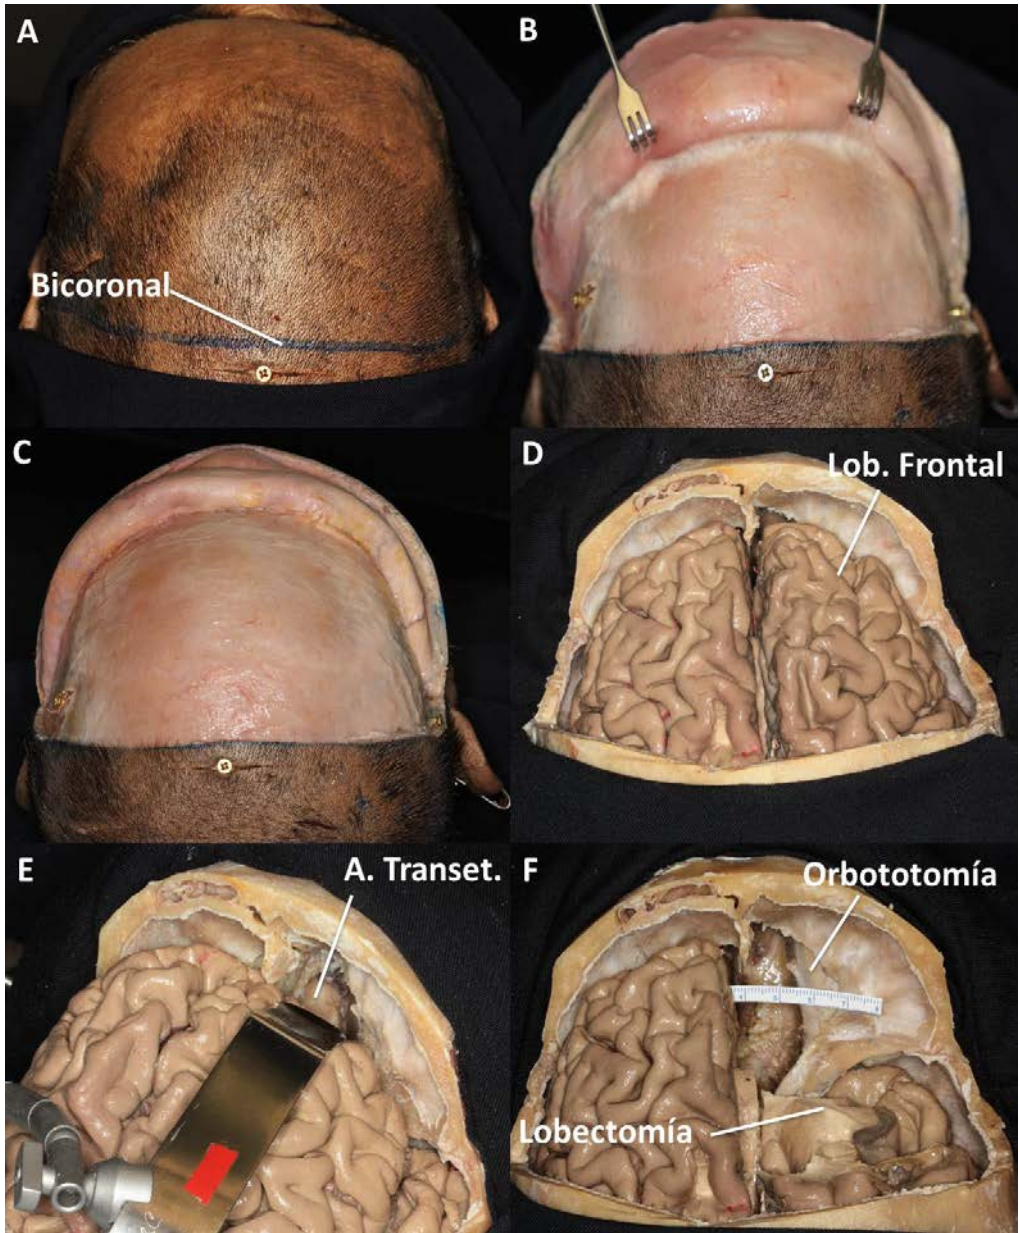 A
Bicoronal
B
C
D
Lob. Frontal
E
A. Transet.
F
Orbototomía
Lobectomía